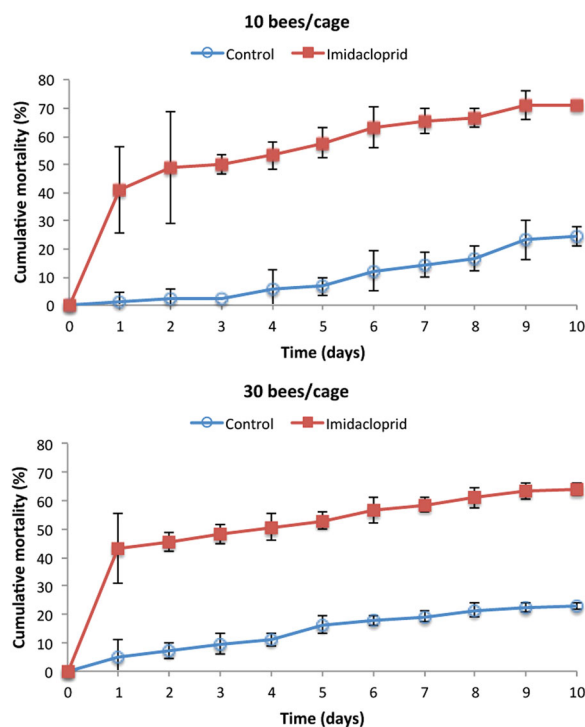 10 bees/cage
Control Imidacloprid
Cumulative mortality (%)
80
70
60
50
40
30
20
10
0
0 1 2 3 4 5 6 7 8 9 10
Time (days)
30 bees/cage
Control Imidacloprid
Cumulative mortality (%)
80
70
60
50
40
30
20
10
0
0 1 2 3 4 5 6 7 8 9 10
Time (days)